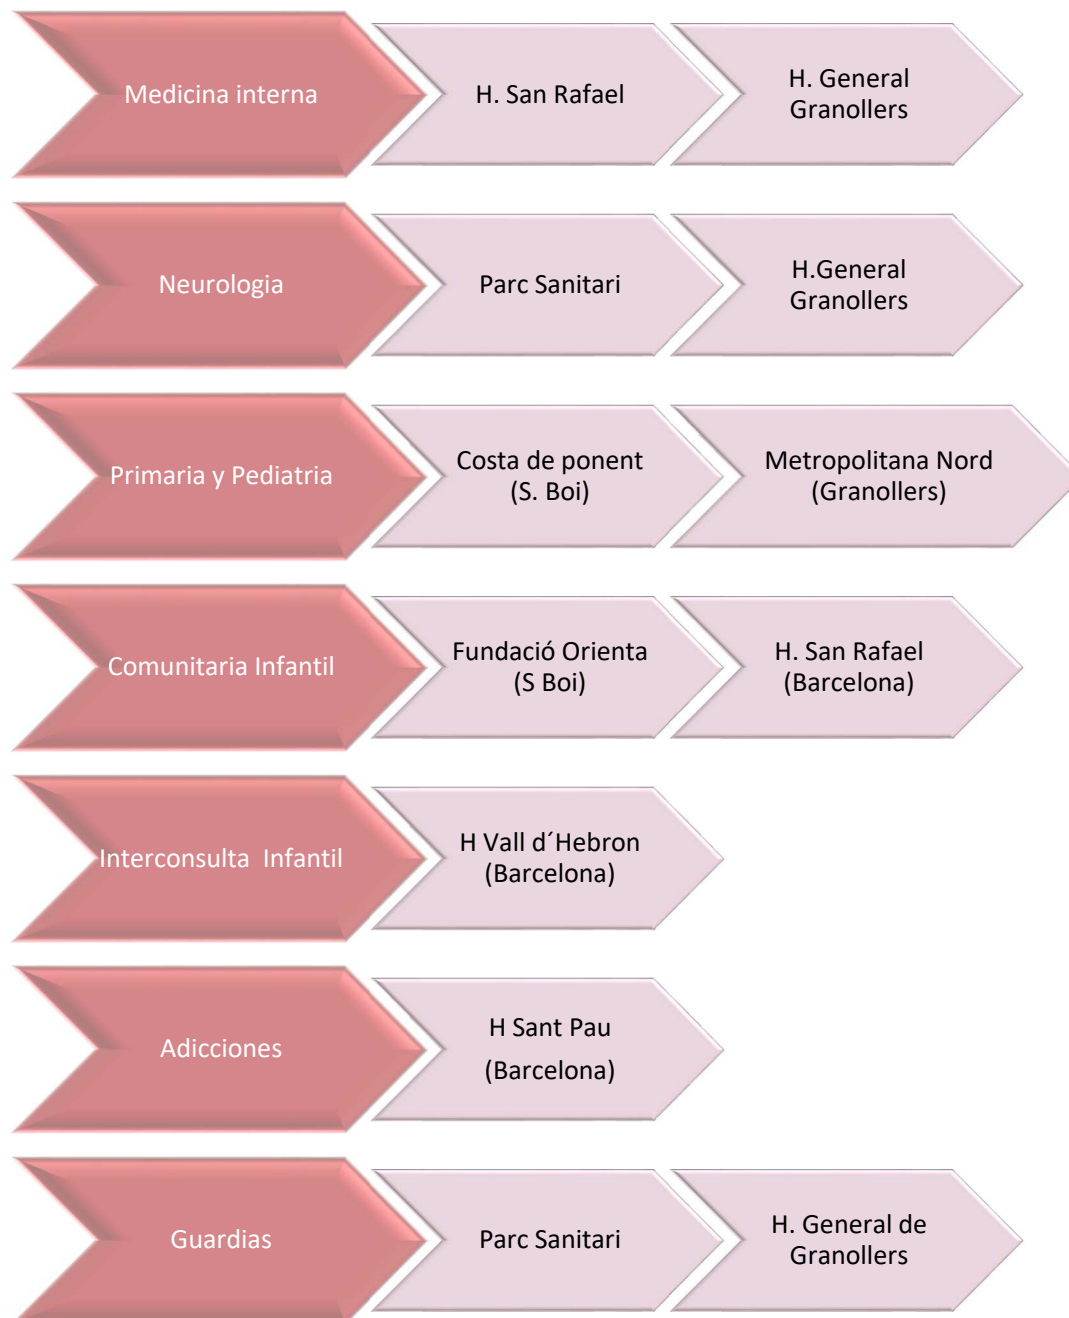 Medicina interna
H. San Rafael
H. General
Granollers
Neurologia
Parc Sanitari
H.General
Granollers
Primaria y Pediatria
Costa de ponent
(S. Boi)
Metropolitana Nord
(Granollers)
Comunitaria Infantil
Fundació Orienta
(S Boi)
H. San Rafael
(Barcelona)
Interconsulta  Infantil
H Vall d´Hebron
(Barcelona)
Adicciones
H Sant Pau
(Barcelona)
Guardias
Parc Sanitari
H. General de
Granollers